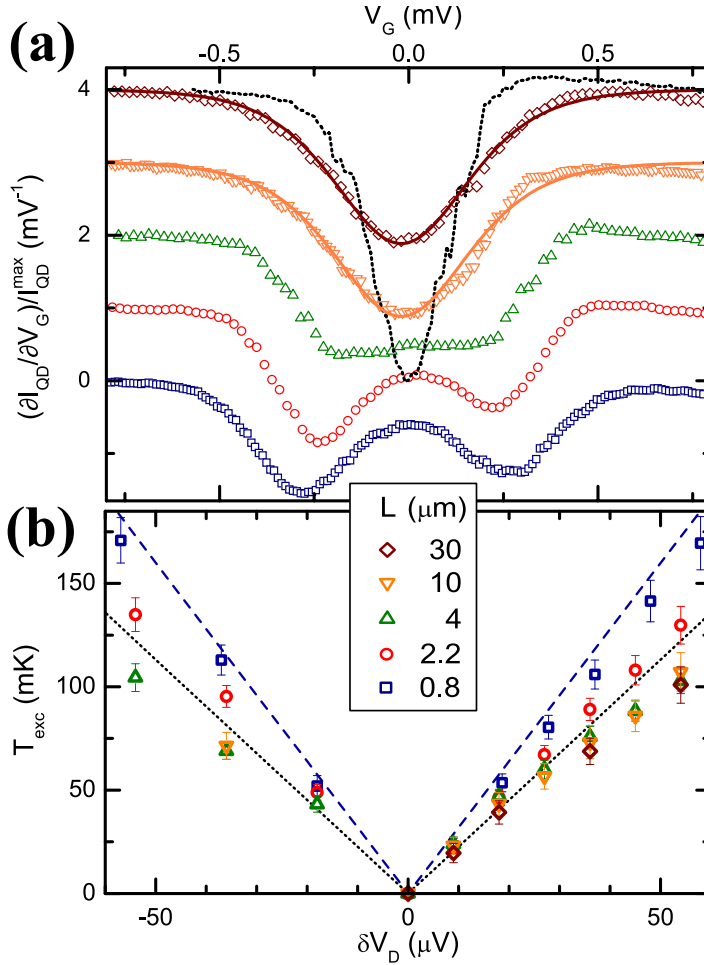 (a)
V_G (mV)
-0.5 0.0 0.5
4
2
0
(∂I_QD/∂V_G)/I_QD^max (mV^-1)
L (μm)
30
10
4
2.2
0.8
(b)
150
100
50
0
T_exc (mK)
-50 0 50
δV_D (μV)